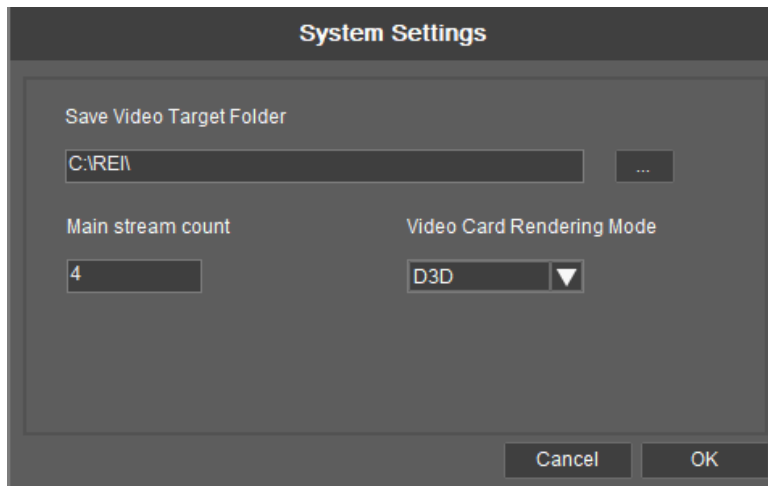 System Settings
Save Video Target Folder
C:\REI\
...
Main stream count
Video Card Rendering Mode
4
D3D
Cancel
OK